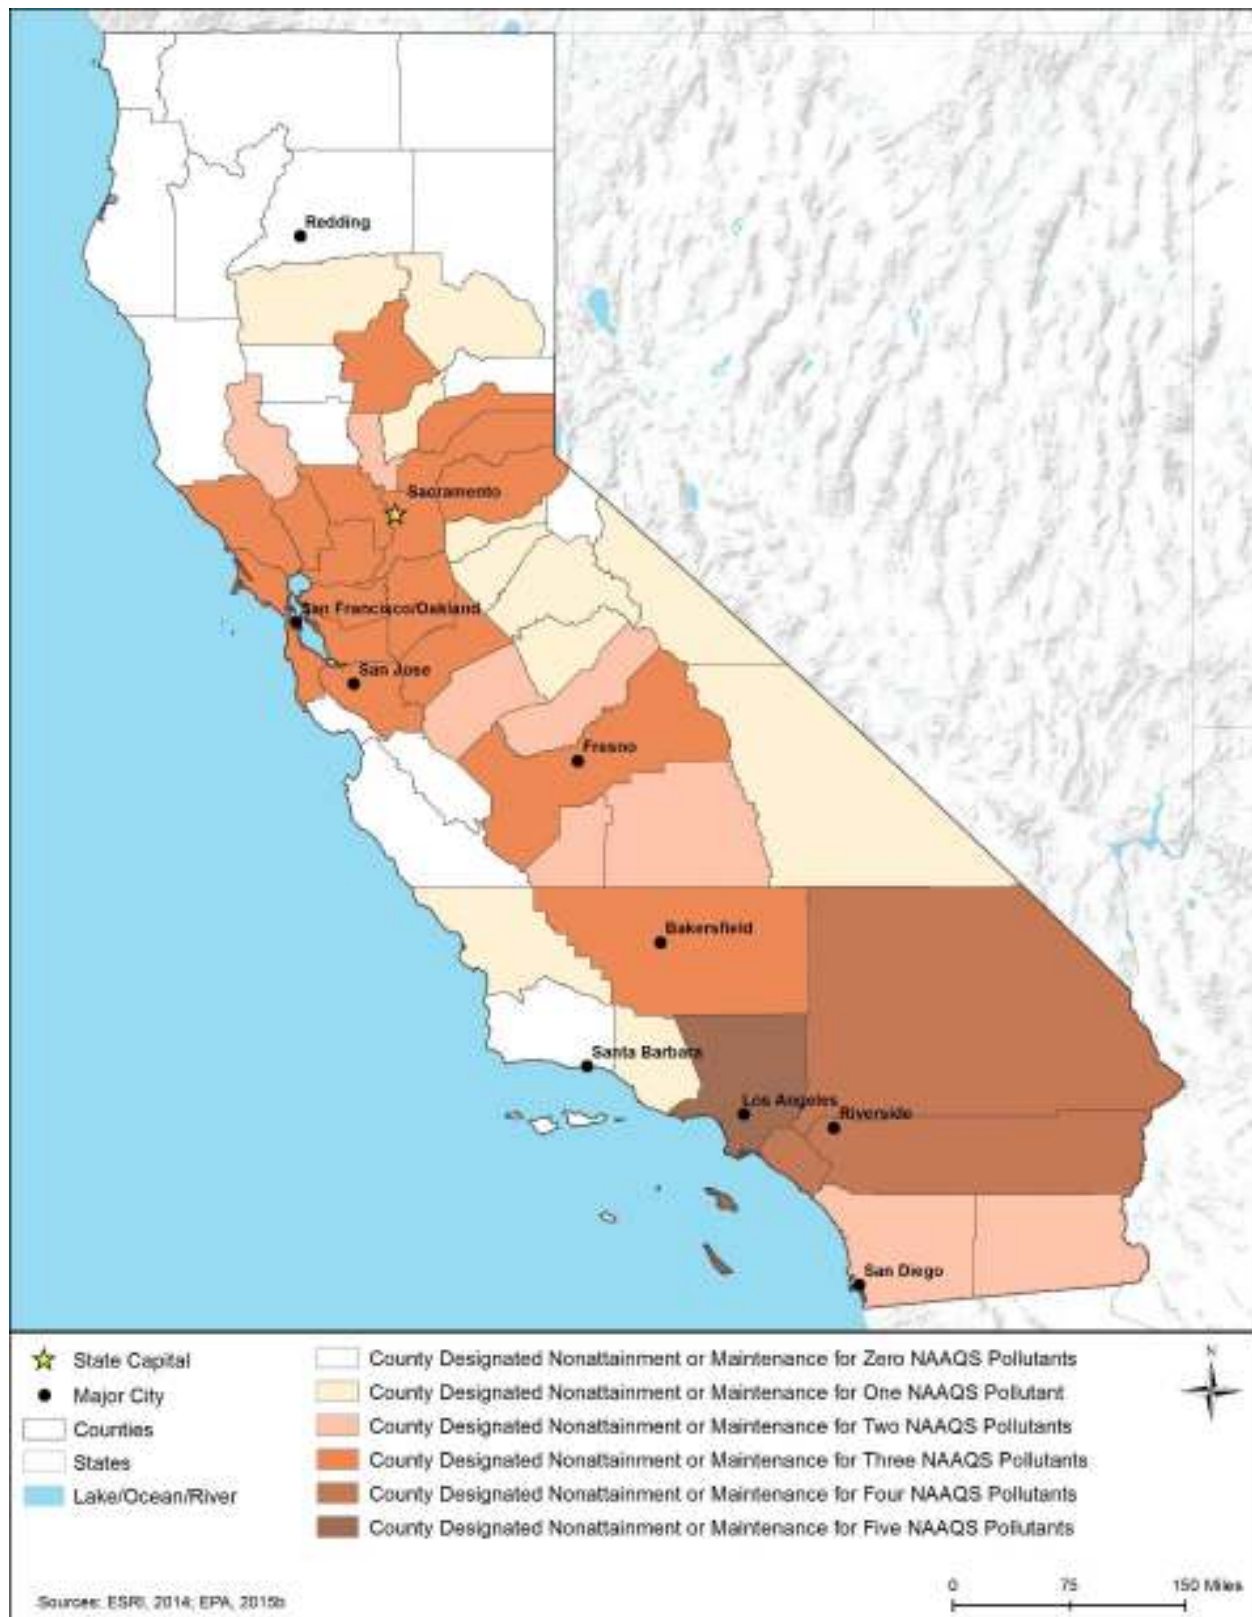 Redding
Sacramento
San Francisco/Oakland
San Jose
Fresno
Bakersfield
Santa Barbara
Los Angeles
Riverside
San Diego
State Capital
Major City
Counties
States
Lake/Ocean/River
County Designated Nonattainment or Maintenance for Zero NAAQS Pollutants
County Designated Nonattainment or Maintenance for One NAAQS Pollutant
County Designated Nonattainment or Maintenance for Two NAAQS Pollutants
County Designated Nonattainment or Maintenance for Three NAAQS Pollutants
County Designated Nonattainment or Maintenance for Four NAAQS Pollutants
County Designated Nonattainment or Maintenance for Five NAAQS Pollutants
N
Sources: ESRI, 2014; EPA, 2015b
0 75 150 Miles